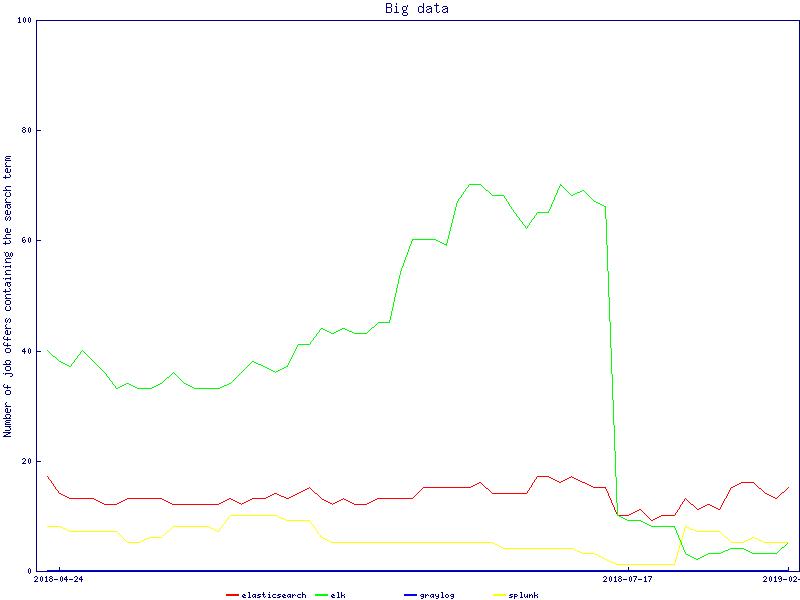 Big data
100
80
60
40
20
0
Number of job offers containing the search term
2018-04-24 2018-07-17 2019-02-
elasticsearch elk graylog splunk